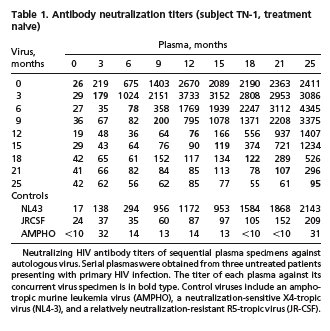 Table 1. Antibody neutralization titers (subject TN-1, treatment
naive)
Plasma, months
Virus,
months 0 3 6 9 12 15 18 21 25
0 26 219 675 1403 2670 2089 2190 2363 2411
3 29 179 1024 2151 3733 3152 2808 2953 3086
6 27 35 78 358 1769 1939 2247 3112 4345
9 36 67 82 200 795 1078 1371 2208 3375
12 19 48 36 64 76 166 556 937 1407
15 29 43 64 76 90 119 374 721 1234
18 42 65 61 152 117 134 122 289 526
21 41 66 82 84 85 113 78 107 296
25 42 62 56 62 85 77 55 61 95
Controls
NL43 17 138 294 956 1172 953 1584 1868 2143
JRCSF 24 37 35 60 87 97 105 152 209
AMPHO <10 32 14 13 14 13 <10 <10 31
Neutralizing HIV antibody titers of sequential plasma specimens against
autologous virus. Serial plasmas were obtained from three untreated patients
presenting with primary HIV infection. The titer of each plasma against its
concurrent virus specimen is in bold type. Control viruses include an ampho-
tropic murine leukemia virus (AMPHO), a neutralization-sensitive X4-tropic
virus (NL4-3), and a relatively neutralization-resistant R5-tropic virus (JR-CSF).